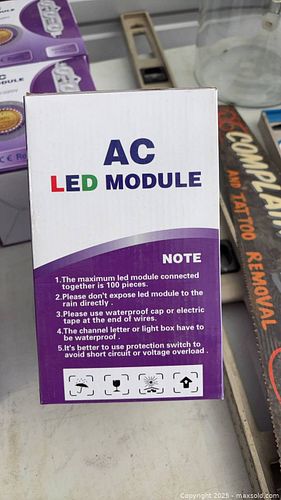 AC
LED MODULE
NOTE
1.The maximum led module connected
together is 100 pieces.
2.Please don't expose led module to the
rain directly .
3.Please use waterproof cap or electric
tape at the end of wires.
4.The channel letter or light box have to
be waterproof .
5.It's better to use protection switch to
avoid short circuit or voltage overload .
AC
MODULE
COMPLAIN
AND TATTOO REMOVAL
Copyright 2025 - maxsold.com